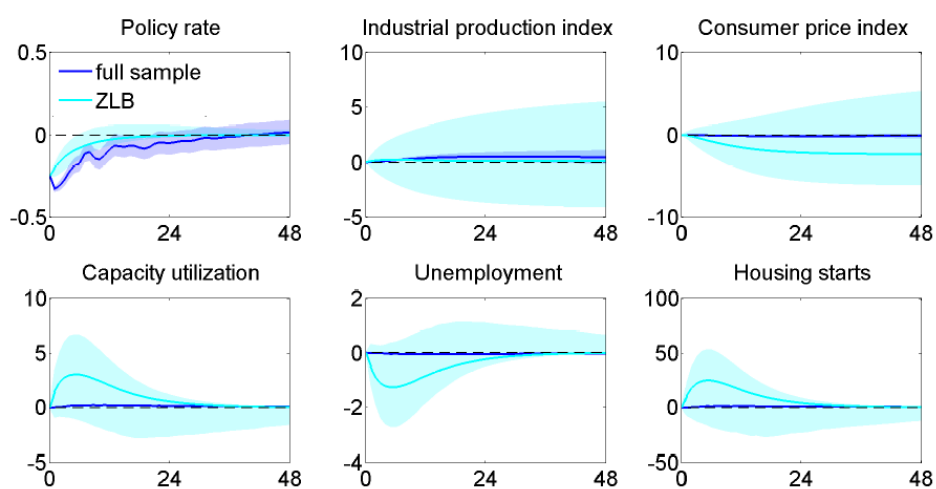 Policy rate
0.5
full sample
ZLB
0
-0.5
0 24 48
Industrial production index
10
5
0
-5
0 24 48
Consumer price index
10
0
-10
0 24 48
Capacity utilization
10
5
0
-5
0 24 48
Unemployment
2
0
-2
-4
0 24 48
Housing starts
100
50
0
-50
0 24 48